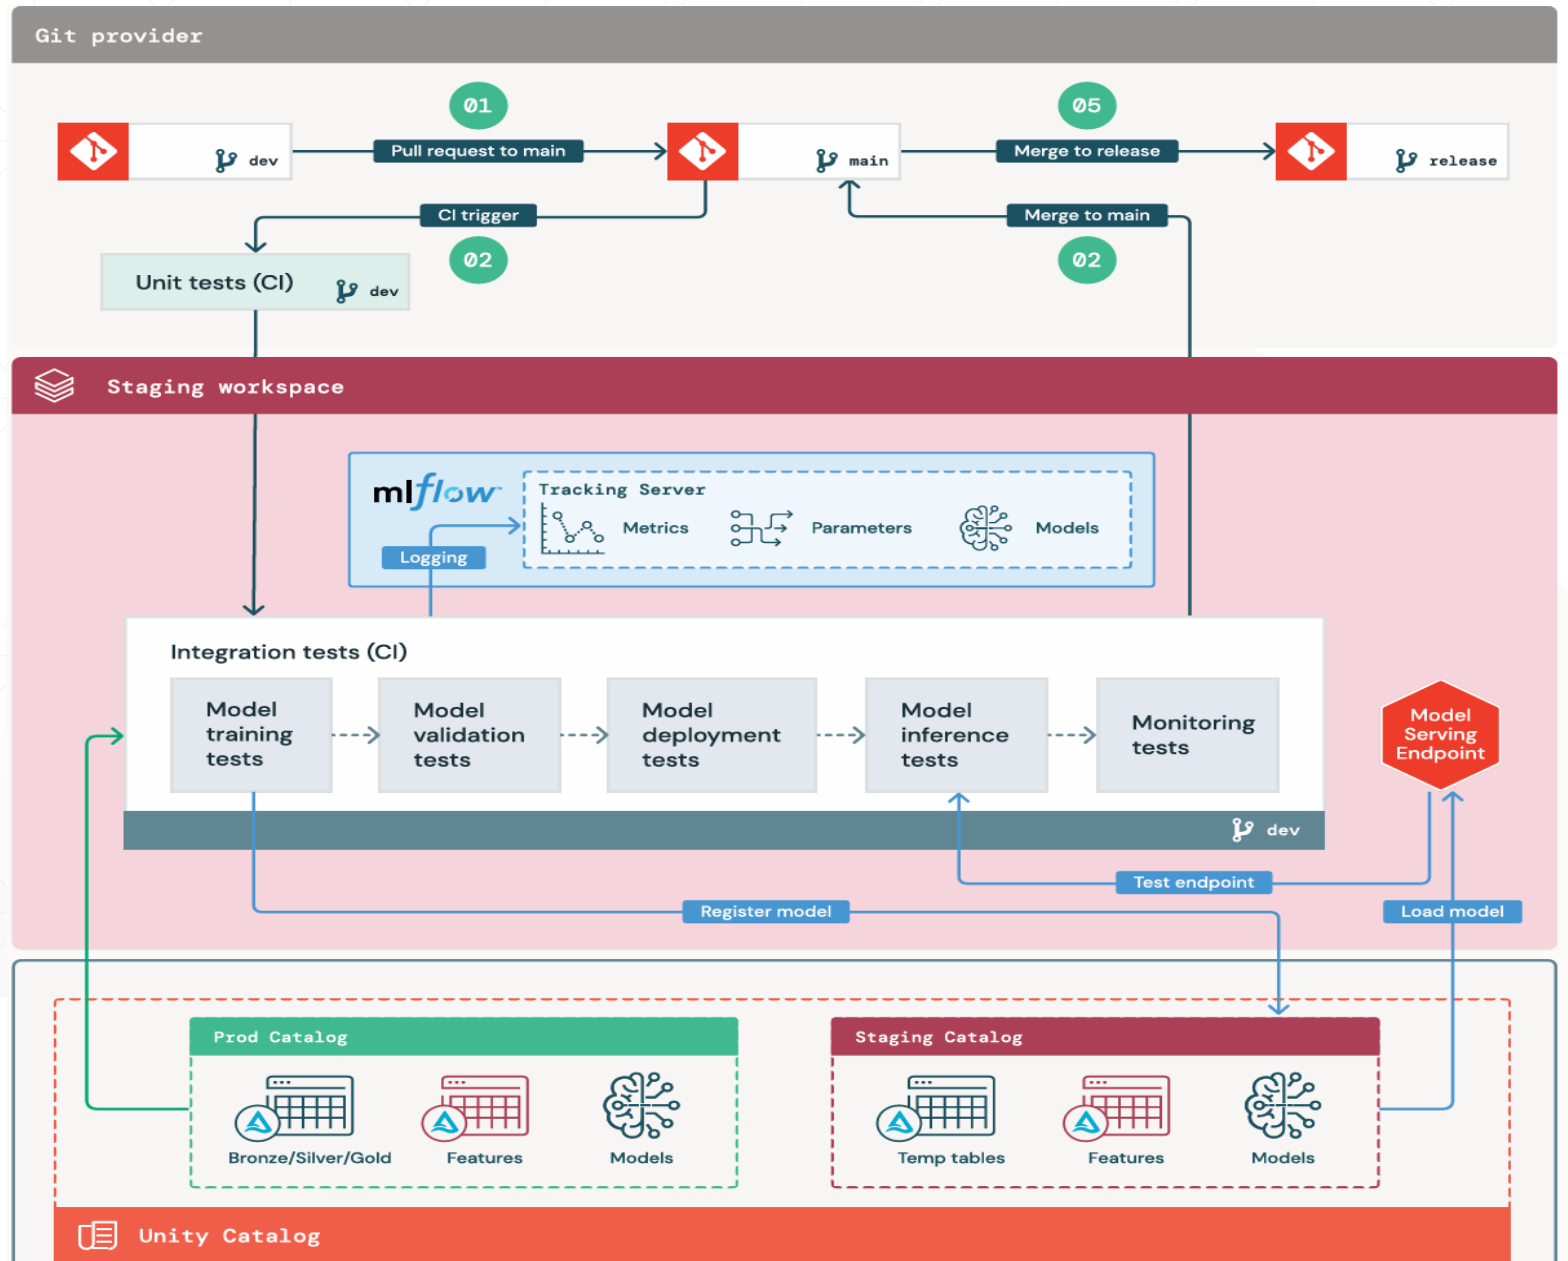 Git provider
01
05
dev
Pull request to main
main
Merge to release
release
CI trigger
Merge to main
02
02
Unit tests (CI)
dev
Staging workspace
mlflow™
Tracking Server
Metrics
Parameters
Models
Logging
Integration tests (CI)
Model
training
tests
Model
validation
tests
Model
deployment
tests
Model
inference
tests
Monitoring
tests
Model
Serving
Endpoint
dev
Test endpoint
Register model
Load model
Prod Catalog
Staging Catalog
Bronze/Silver/Gold
Features
Models
Temp tables
Features
Models
Unity Catalog